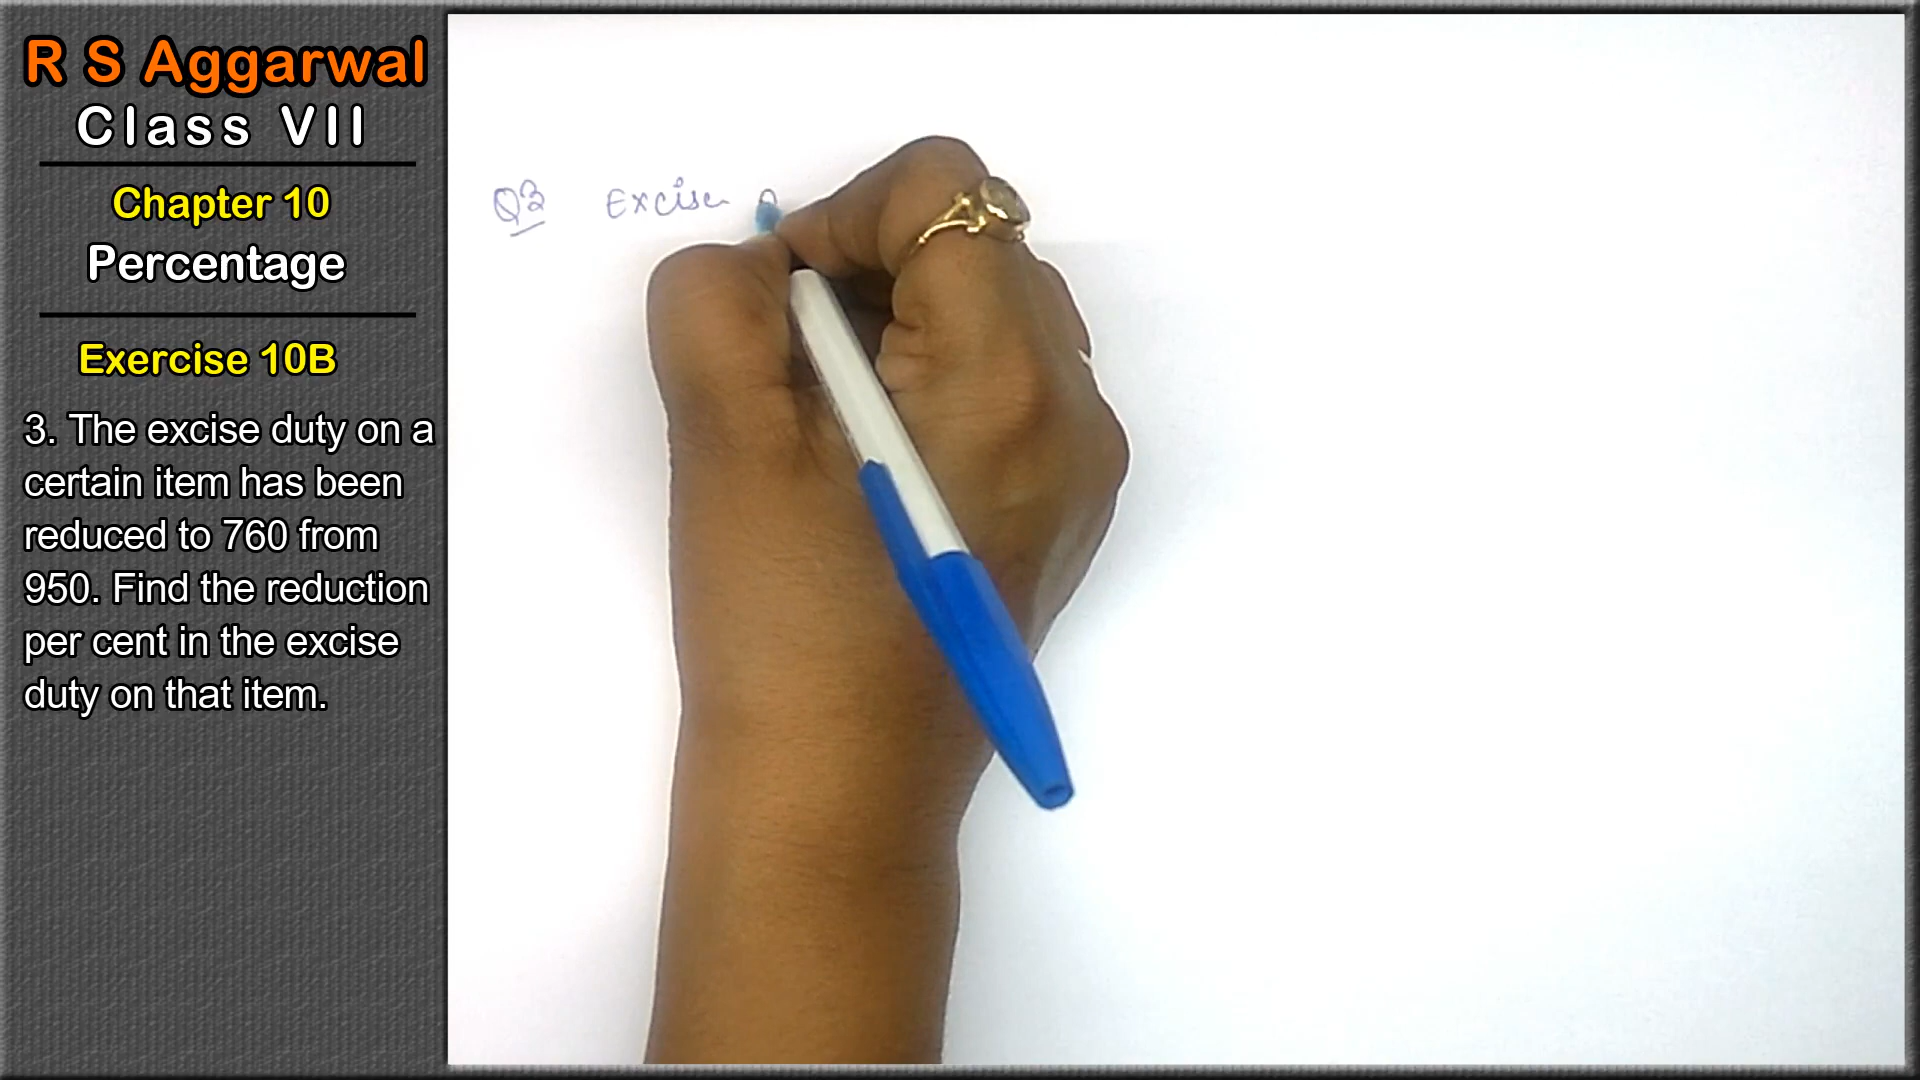 R S Aggarwal
Class VII
Chapter 10
Percentage
Exercise 10B
3. The excise duty on a
certain item has been
reduced to 760 from
950. Find the reduction
per cent in the excise
duty on that item.
Q3 Excise